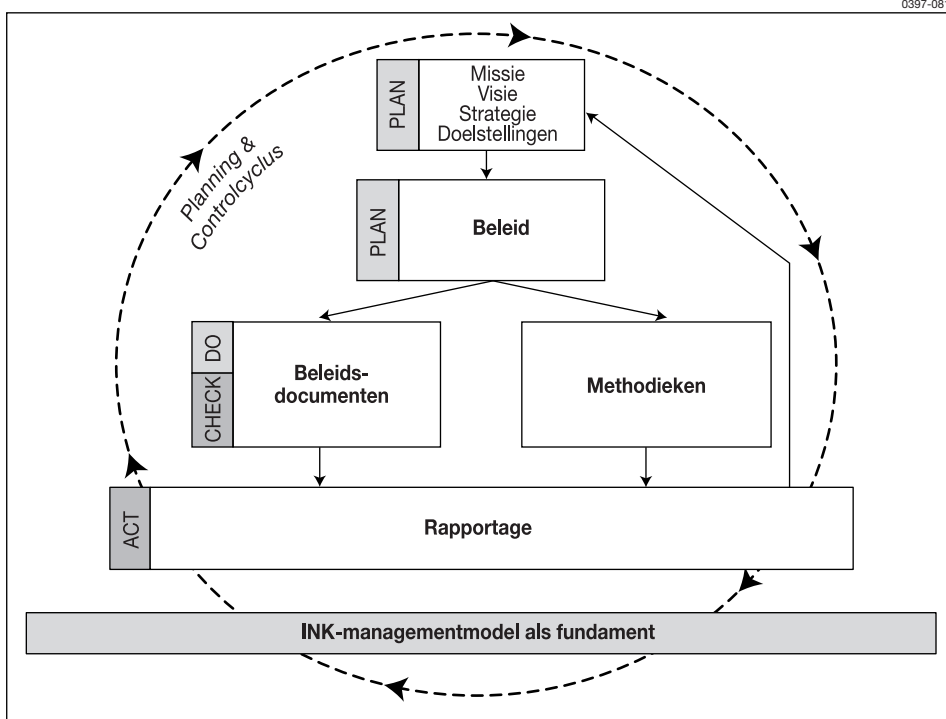 0397-081
PLAN
Missie
Visie
Strategie
Doelstellingen
Planning &
Controlcyclus
PLAN
Beleid
DO
CHECK
Beleids-
documenten
Methodieken
ACT
Rapportage
INK-managementmodel als fundament